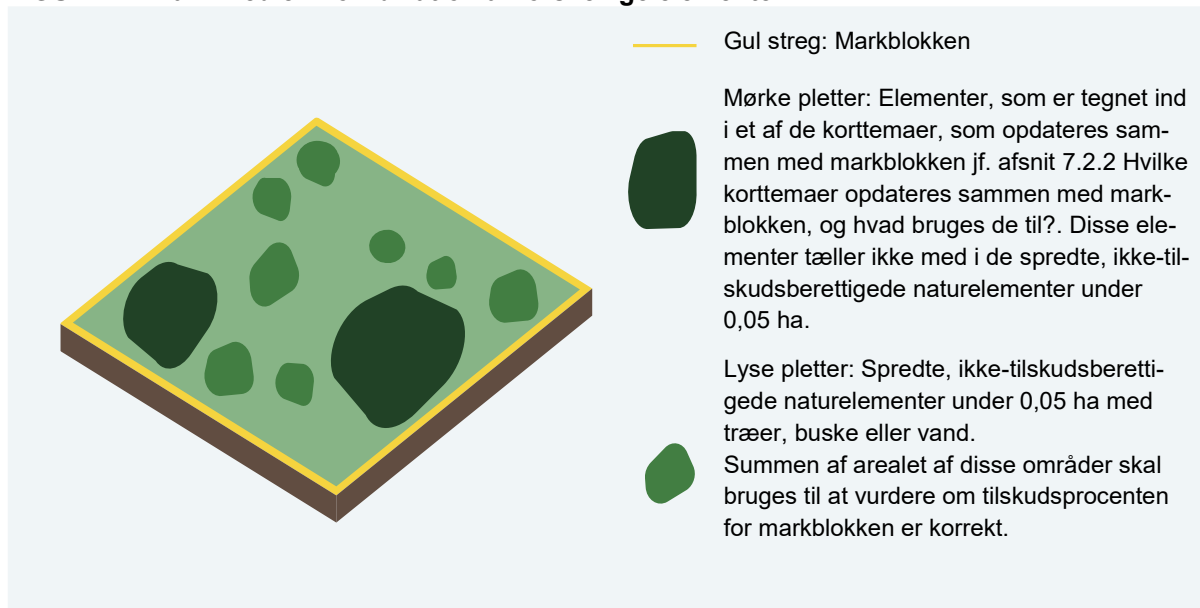 Gul streg: Markblokken
Mørke pletter: Elementer, som er tegnet ind
i et af de korttemaer, som opdateres sam-
men med markblokken jf. afsnit 7.2.2 Hvilke
korttemaer opdateres sammen med mark-
blokken, og hvad bruges de til?. Disse ele-
menter tæller ikke med i de spredte, ikke-til-
skudsberettigede naturelementer under
0,05 ha.
Lyse pletter: Spredte, ikke-tilskudsberetti-
gede naturelementer under 0,05 ha med
træer, buske eller vand.
Summen af arealet af disse områder skal
bruges til at vurdere om tilskudsprocenten
for markblokken er korrekt.